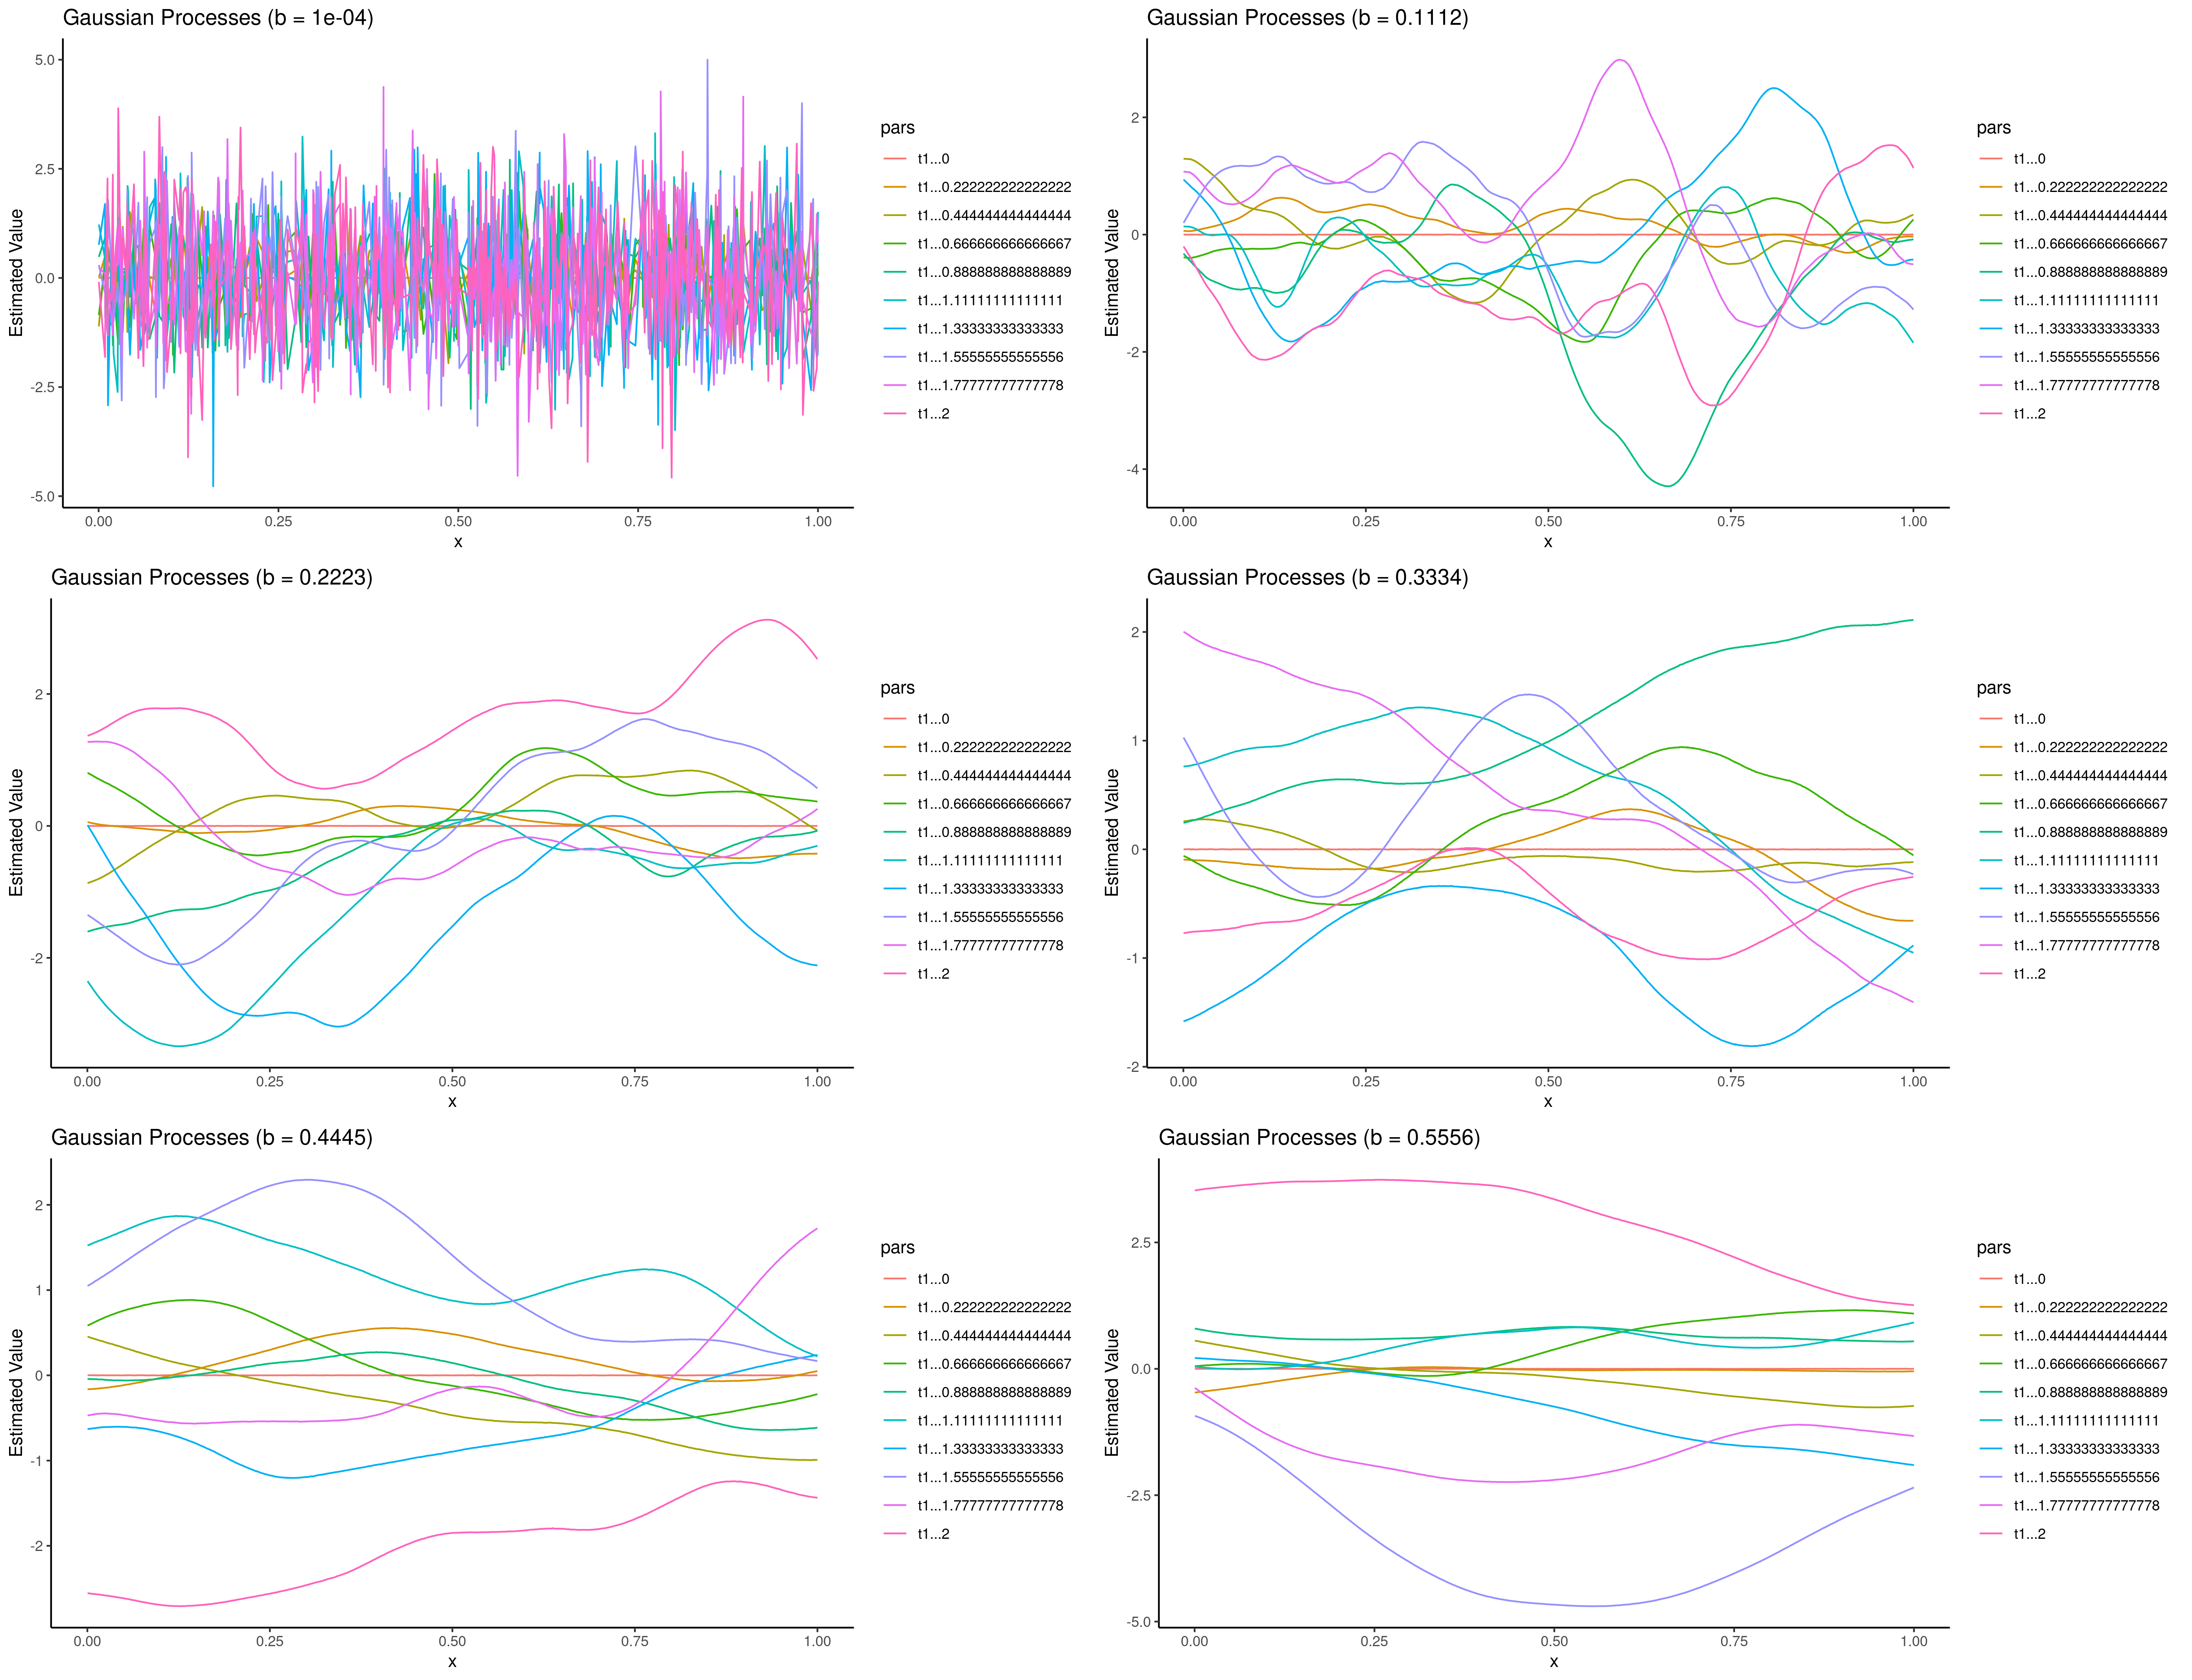 Gaussian Processes (b = 1e-04)
Estimated Value
5.0
2.5
0.0
-2.5
-5.0
0.00 0.25 0.50 0.75 1.00
x
pars
t1...0
t1...0.222222222222222
t1...0.444444444444444
t1...0.666666666666667
t1...0.888888888888889
t1...1.11111111111111
t1...1.33333333333333
t1...1.55555555555556
t1...1.77777777777778
t1...2
Gaussian Processes (b = 0.1112)
Estimated Value
2
0
-2
-4
0.00 0.25 0.50 0.75 1.00
x
pars
t1...0
t1...0.222222222222222
t1...0.444444444444444
t1...0.666666666666667
t1...0.888888888888889
t1...1.11111111111111
t1...1.33333333333333
t1...1.55555555555556
t1...1.77777777777778
t1...2
Gaussian Processes (b = 0.2223)
Estimated Value
2
0
-2
0.00 0.25 0.50 0.75 1.00
x
pars
t1...0
t1...0.222222222222222
t1...0.444444444444444
t1...0.666666666666667
t1...0.888888888888889
t1...1.11111111111111
t1...1.33333333333333
t1...1.55555555555556
t1...1.77777777777778
t1...2
Gaussian Processes (b = 0.3334)
Estimated Value
2
1
0
-1
-2
0.00 0.25 0.50 0.75 1.00
x
pars
t1...0
t1...0.222222222222222
t1...0.444444444444444
t1...0.666666666666667
t1...0.888888888888889
t1...1.11111111111111
t1...1.33333333333333
t1...1.55555555555556
t1...1.77777777777778
t1...2
Gaussian Processes (b = 0.4445)
Estimated Value
2
1
0
-1
-2
0.00 0.25 0.50 0.75 1.00
x
pars
t1...0
t1...0.222222222222222
t1...0.444444444444444
t1...0.666666666666667
t1...0.888888888888889
t1...1.11111111111111
t1...1.33333333333333
t1...1.55555555555556
t1...1.77777777777778
t1...2
Gaussian Processes (b = 0.5556)
Estimated Value
2.5
0.0
-2.5
-5.0
0.00 0.25 0.50 0.75 1.00
x
pars
t1...0
t1...0.222222222222222
t1...0.444444444444444
t1...0.666666666666667
t1...0.888888888888889
t1...1.11111111111111
t1...1.33333333333333
t1...1.55555555555556
t1...1.77777777777778
t1...2